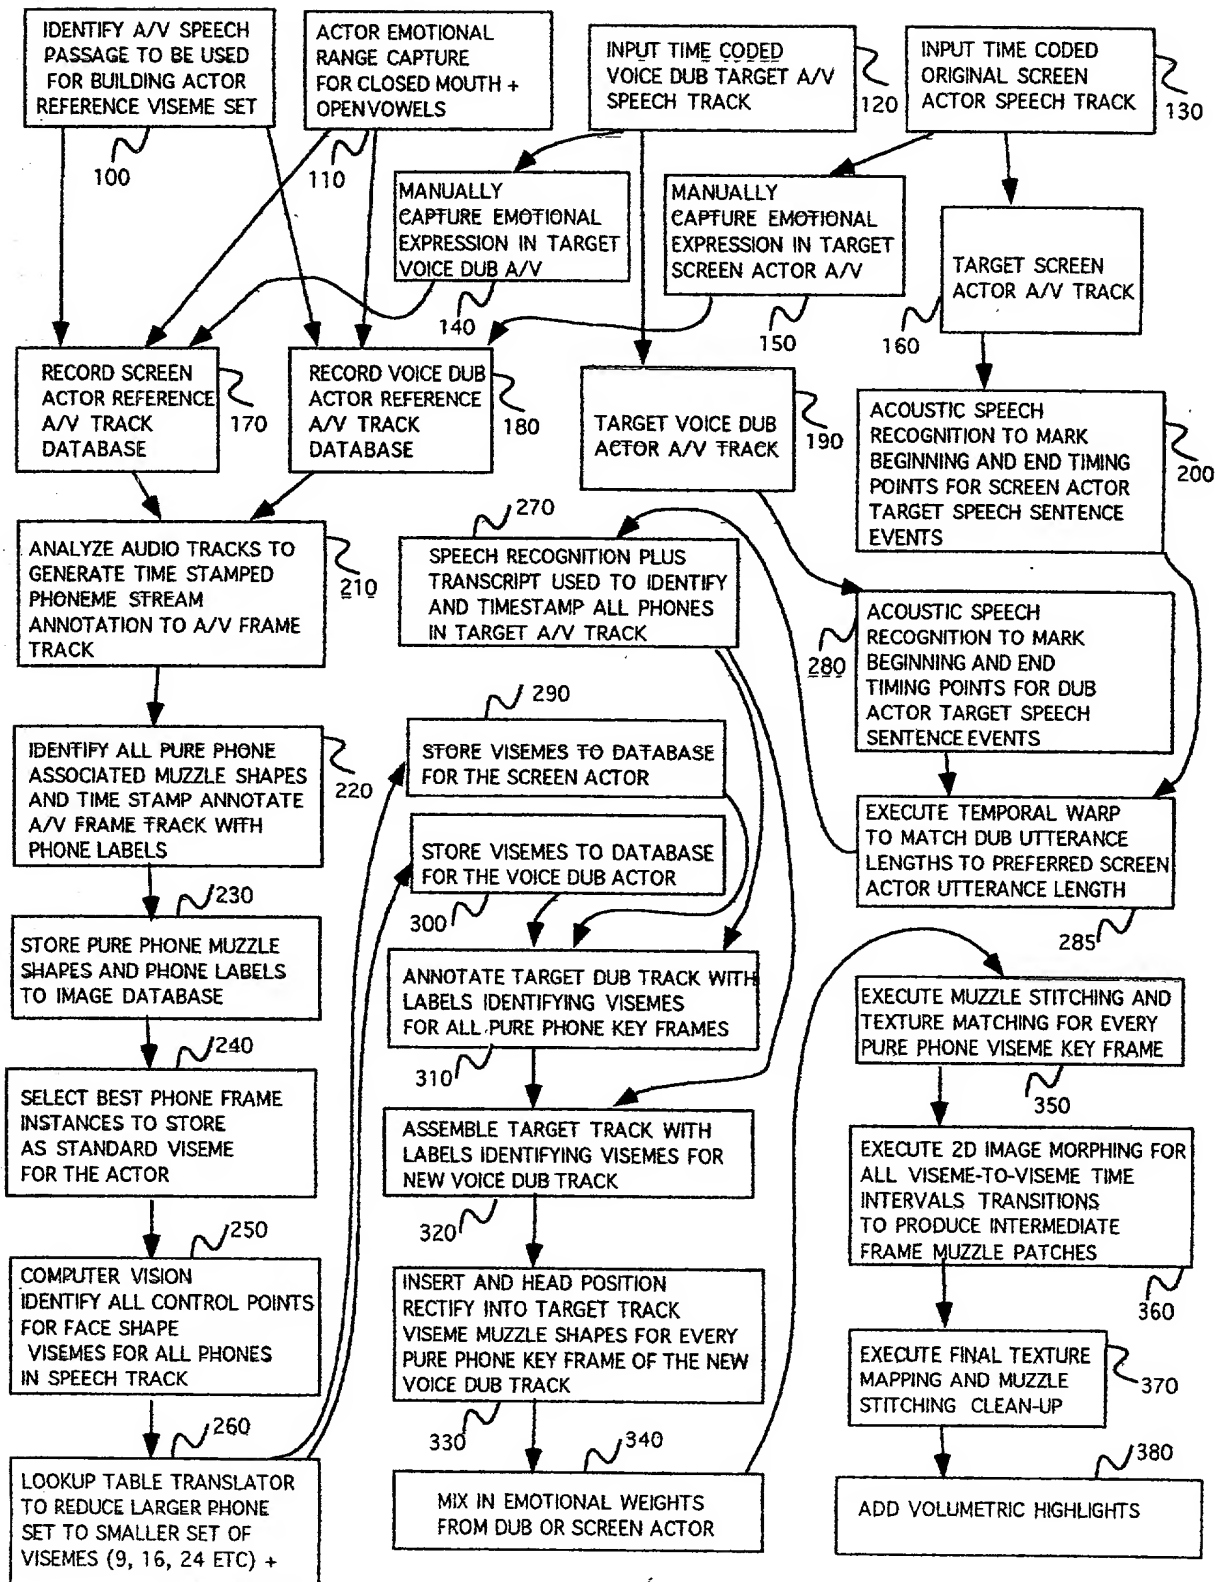 IDENTIFY A/V SPEECH
PASSAGE TO BE USED
FOR BUILDING ACTOR
REFERENCE VISEME SET
100
ACTOR EMOTIONAL
RANGE CAPTURE
FOR CLOSED MOUTH +
OPENVOWELS
110
INPUT TIME CODED
VOICE DUB TARGET A/V
SPEECH TRACK
120
INPUT TIME CODED
ORIGINAL SCREEN
ACTOR SPEECH TRACK
130
MANUALLY
CAPTURE EMOTIONAL
EXPRESSION IN TARGET
VOICE DUB A/V
140
MANUALLY
CAPTURE EMOTIONAL
EXPRESSION IN TARGET
SCREEN ACTOR A/V
150
TARGET SCREEN
ACTOR A/V TRACK
160
RECORD SCREEN
ACTOR REFERENCE
A/V TRACK
DATABASE
170
RECORD VOICE DUB
ACTOR REFERENCE
A/V TRACK
DATABASE
180
TARGET VOICE DUB
ACTOR A/V TRACK
190
ACOUSTIC SPEECH
RECOGNITION TO MARK
BEGINNING AND END TIMING
POINTS FOR SCREEN ACTOR
TARGET SPEECH SENTENCE
EVENTS
200
ANALYZE AUDIO TRACKS TO
GENERATE TIME STAMPED
PHONEME STREAM
ANNOTATION TO A/V FRAME
TRACK
210
270
SPEECH RECOGNITION PLUS
TRANSCRIPT USED TO IDENTIFY
AND TIMESTAMP ALL PHONES
IN TARGET A/V TRACK
280
ACOUSTIC SPEECH
RECOGNITION TO MARK
BEGINNING AND END
TIMING POINTS FOR DUB
ACTOR TARGET SPEECH
SENTENCE EVENTS
IDENTIFY ALL PURE PHONE
ASSOCIATED MUZZLE SHAPES
AND TIME STAMP ANNOTATE
A/V FRAME TRACK WITH
PHONE LABELS
220
290
STORE VISEMES TO DATABASE
FOR THE SCREEN ACTOR
STORE VISEMES TO DATABASE
FOR THE VOICE DUB ACTOR
300
EXECUTE TEMPORAL WARP
TO MATCH DUB UTTERANCE
LENGTHS TO PREFERRED SCREEN
ACTOR UTTERANCE LENGTH
285
230
STORE PURE PHONE MUZZLE
SHAPES AND PHONE LABELS
TO IMAGE DATABASE
ANNOTATE TARGET DUB TRACK WITH
LABELS IDENTIFYING VISEMES
FOR ALL PURE PHONE KEY FRAMES
310
EXECUTE MUZZLE STITCHING AND
TEXTURE MATCHING FOR EVERY
PURE PHONE VISEME KEY FRAME
350
240
SELECT BEST PHONE FRAME
INSTANCES TO STORE
AS STANDARD VISEME
FOR THE ACTOR
ASSEMBLE TARGET TRACK WITH
LABELS IDENTIFYING VISEMES FOR
NEW VOICE DUB TRACK
320
EXECUTE 2D IMAGE MORPHING FOR
ALL VISEME-TO-VISEME TIME
INTERVALS TRANSITIONS
TO PRODUCE INTERMEDIATE
FRAME MUZZLE PATCHES
360
250
COMPUTER VISION
IDENTIFY ALL CONTROL POINTS
FOR FACE SHAPE
VISEMES FOR ALL PHONES
IN SPEECH TRACK
INSERT AND HEAD POSITION
RECTIFY INTO TARGET TRACK
VISEME MUZZLE SHAPES FOR EVERY
PURE PHONE KEY FRAME OF THE NEW
VOICE DUB TRACK
330
EXECUTE FINAL TEXTURE
MAPPING AND MUZZLE
STITCHING CLEAN-UP
370
260
LOOKUP TABLE TRANSLATOR
TO REDUCE LARGER PHONE
SET TO SMALLER SET OF
VISEMES (9, 16, 24 ETC) +
340
MIX IN EMOTIONAL WEIGHTS
FROM DUB OR SCREEN ACTOR
380
ADD VOLUMETRIC HIGHLIGHTS